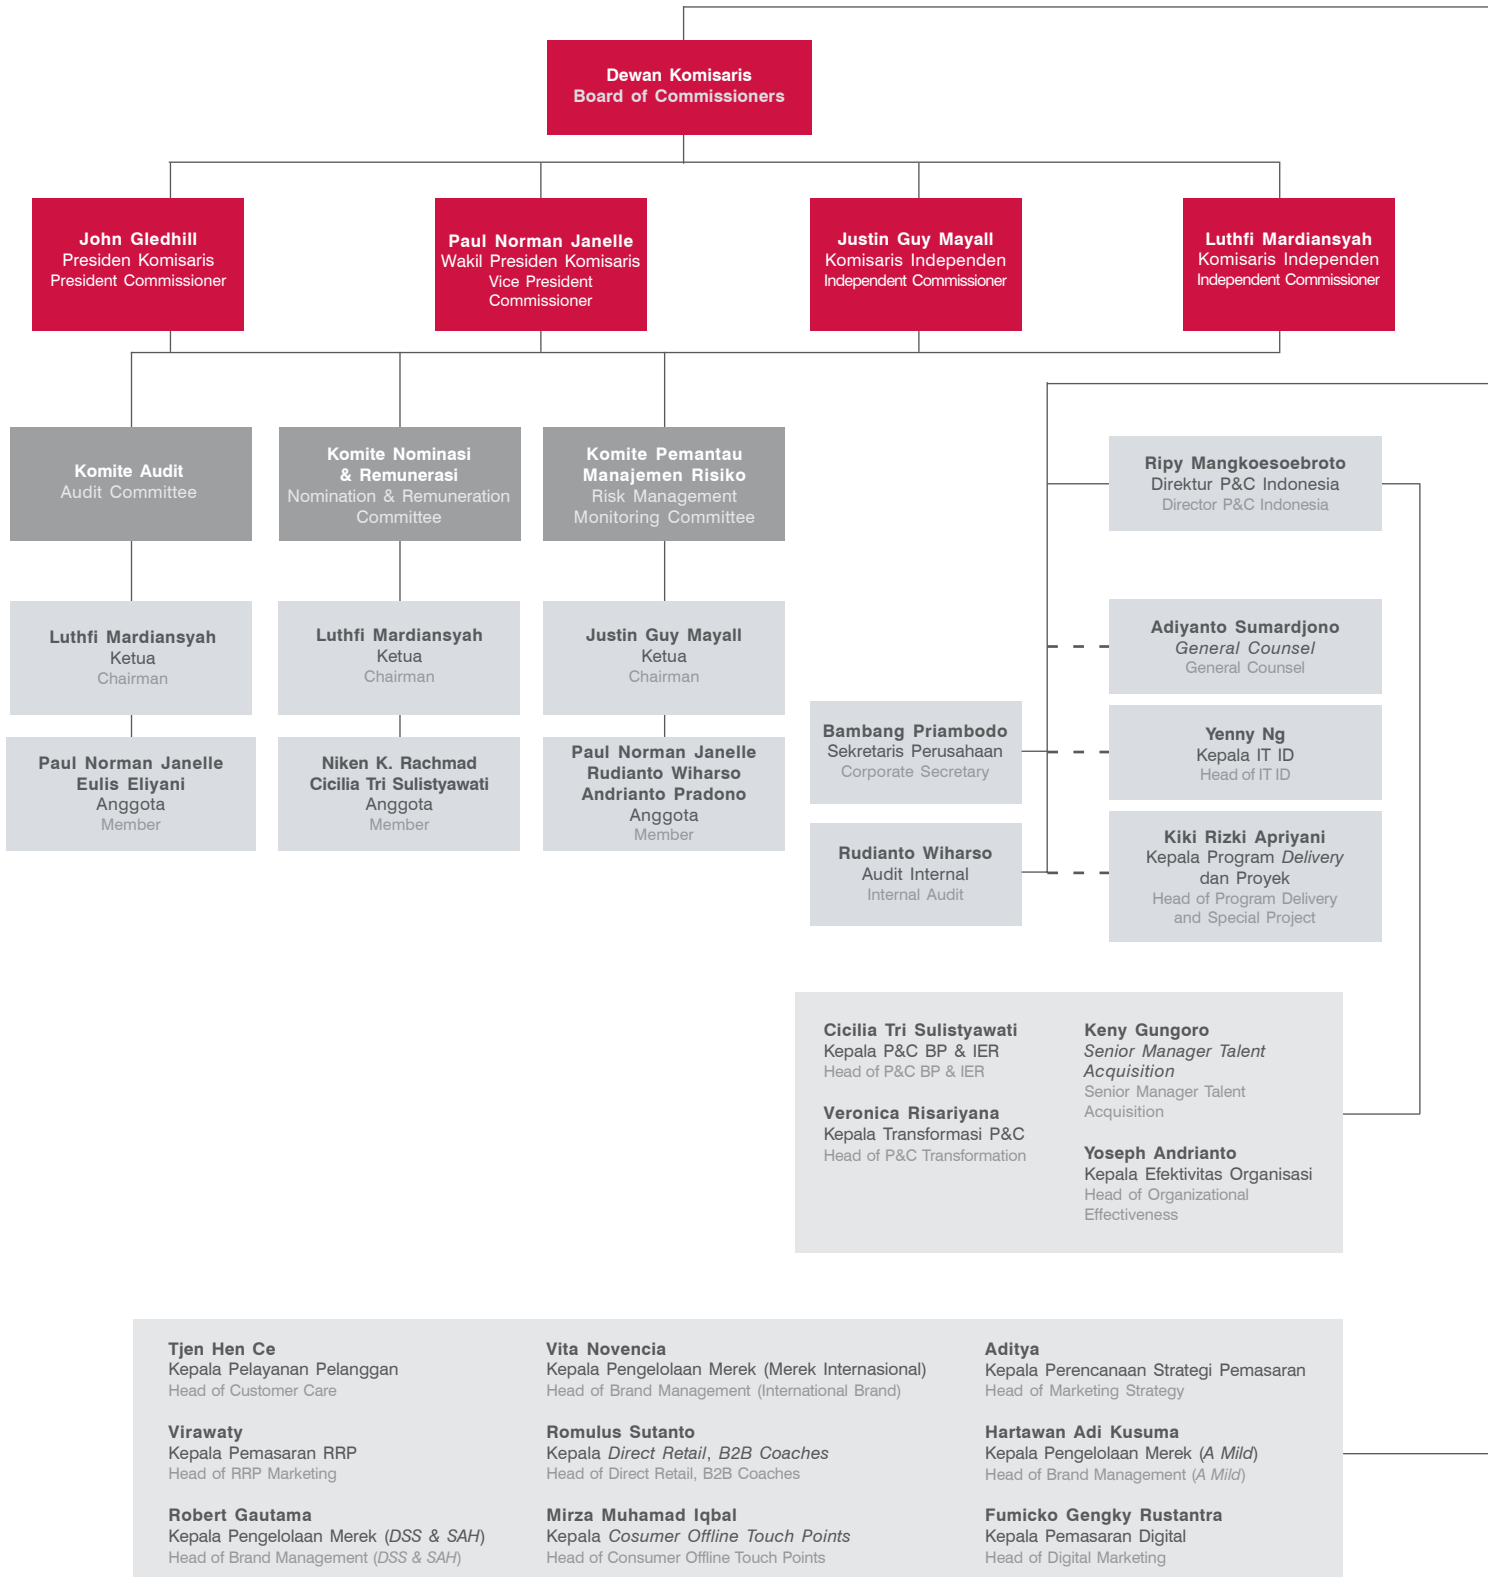 Dewan Komisaris
Board of Commissioners
John Gledhill
Presiden Komisaris
President Commissioner
Paul Norman Janelle
Wakil Presiden Komisaris
Vice President
Commissioner
Justin Guy Mayall
Komisaris Independen
Independent Commissioner
Luthfi Mardiansyah
Komisaris Independen
Independent Commissioner
Komite Audit
Audit Committee
Komite Nominasi
& Remunerasi
Nomination & Remuneration
Committee
Komite Pemantau
Manajemen Risiko
Risk Management
Monitoring Committee
Luthfi Mardiansyah
Ketua
Chairman
Luthfi Mardiansyah
Ketua
Chairman
Justin Guy Mayall
Ketua
Chairman
Paul Norman Janelle
Eulis Eliyani
Anggota
Member
Niken K. Rachmad
Cicilia Tri Sulistyawati
Anggota
Member
Paul Norman Janelle
Rudianto Wiharso
Andrianto Pradono
Anggota
Member
Ripy Mangkoesoebroto
Direktur P&C Indonesia
Director P&C Indonesia
Adiyanto Sumardjono
General Counsel
General Counsel
Bambang Priambodo
Sekretaris Perusahaan
Corporate Secretary
Yenny Ng
Kepala IT ID
Head of IT ID
Rudianto Wiharso
Audit Internal
Internal Audit
Kiki Rizki Apriyani
Kepala Program Delivery
dan Proyek
Head of Program Delivery
and Special Project
Cicilia Tri Sulistyawati
Kepala P&C BP & IER
Head of P&C BP & IER
Veronica Risariyana
Kepala Transformasi P&C
Head of P&C Transformation
Keny Gungoro
Senior Manager Talent
Acquisition
Senior Manager Talent
Acquisition
Yoseph Andrianto
Kepala Efektivitas Organisasi
Head of Organizational
Effectiveness
Tjen Hen Ce
Kepala Pelayanan Pelanggan
Head of Customer Care
Virawaty
Kepala Pemasaran RRP
Head of RRP Marketing
Robert Gautama
Kepala Pengelolaan Merek (DSS & SAH)
Head of Brand Management (DSS & SAH)
Vita Novencia
Kepala Pengelolaan Merek (Merek Internasional)
Head of Brand Management (International Brand)
Romulus Sutanto
Kepala Direct Retail, B2B Coaches
Head of Direct Retail, B2B Coaches
Mirza Muhamad Iqbal
Kepala Cosumer Offline Touch Points
Head of Consumer Offline Touch Points
Aditya
Kepala Perencanaan Strategi Pemasaran
Head of Marketing Strategy
Hartawan Adi Kusuma
Kepala Pengelolaan Merek (A Mild)
Head of Brand Management (A Mild)
Fumicko Gengky Rustantra
Kepala Pemasaran Digital
Head of Digital Marketing